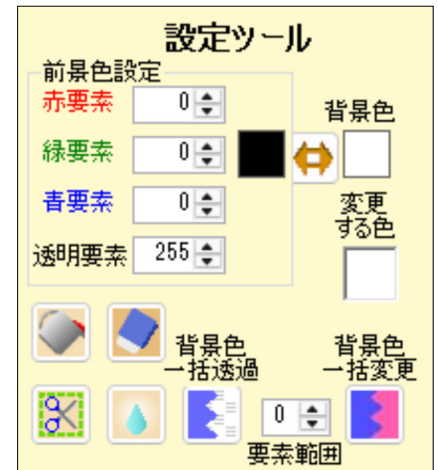 設定ツール
前景色設定
赤要素 0
背景色
緑要素 0
青要素 0
変更
する色
透明要素 255
背景色
一括透過
背景色
一括変更
0
要素範囲